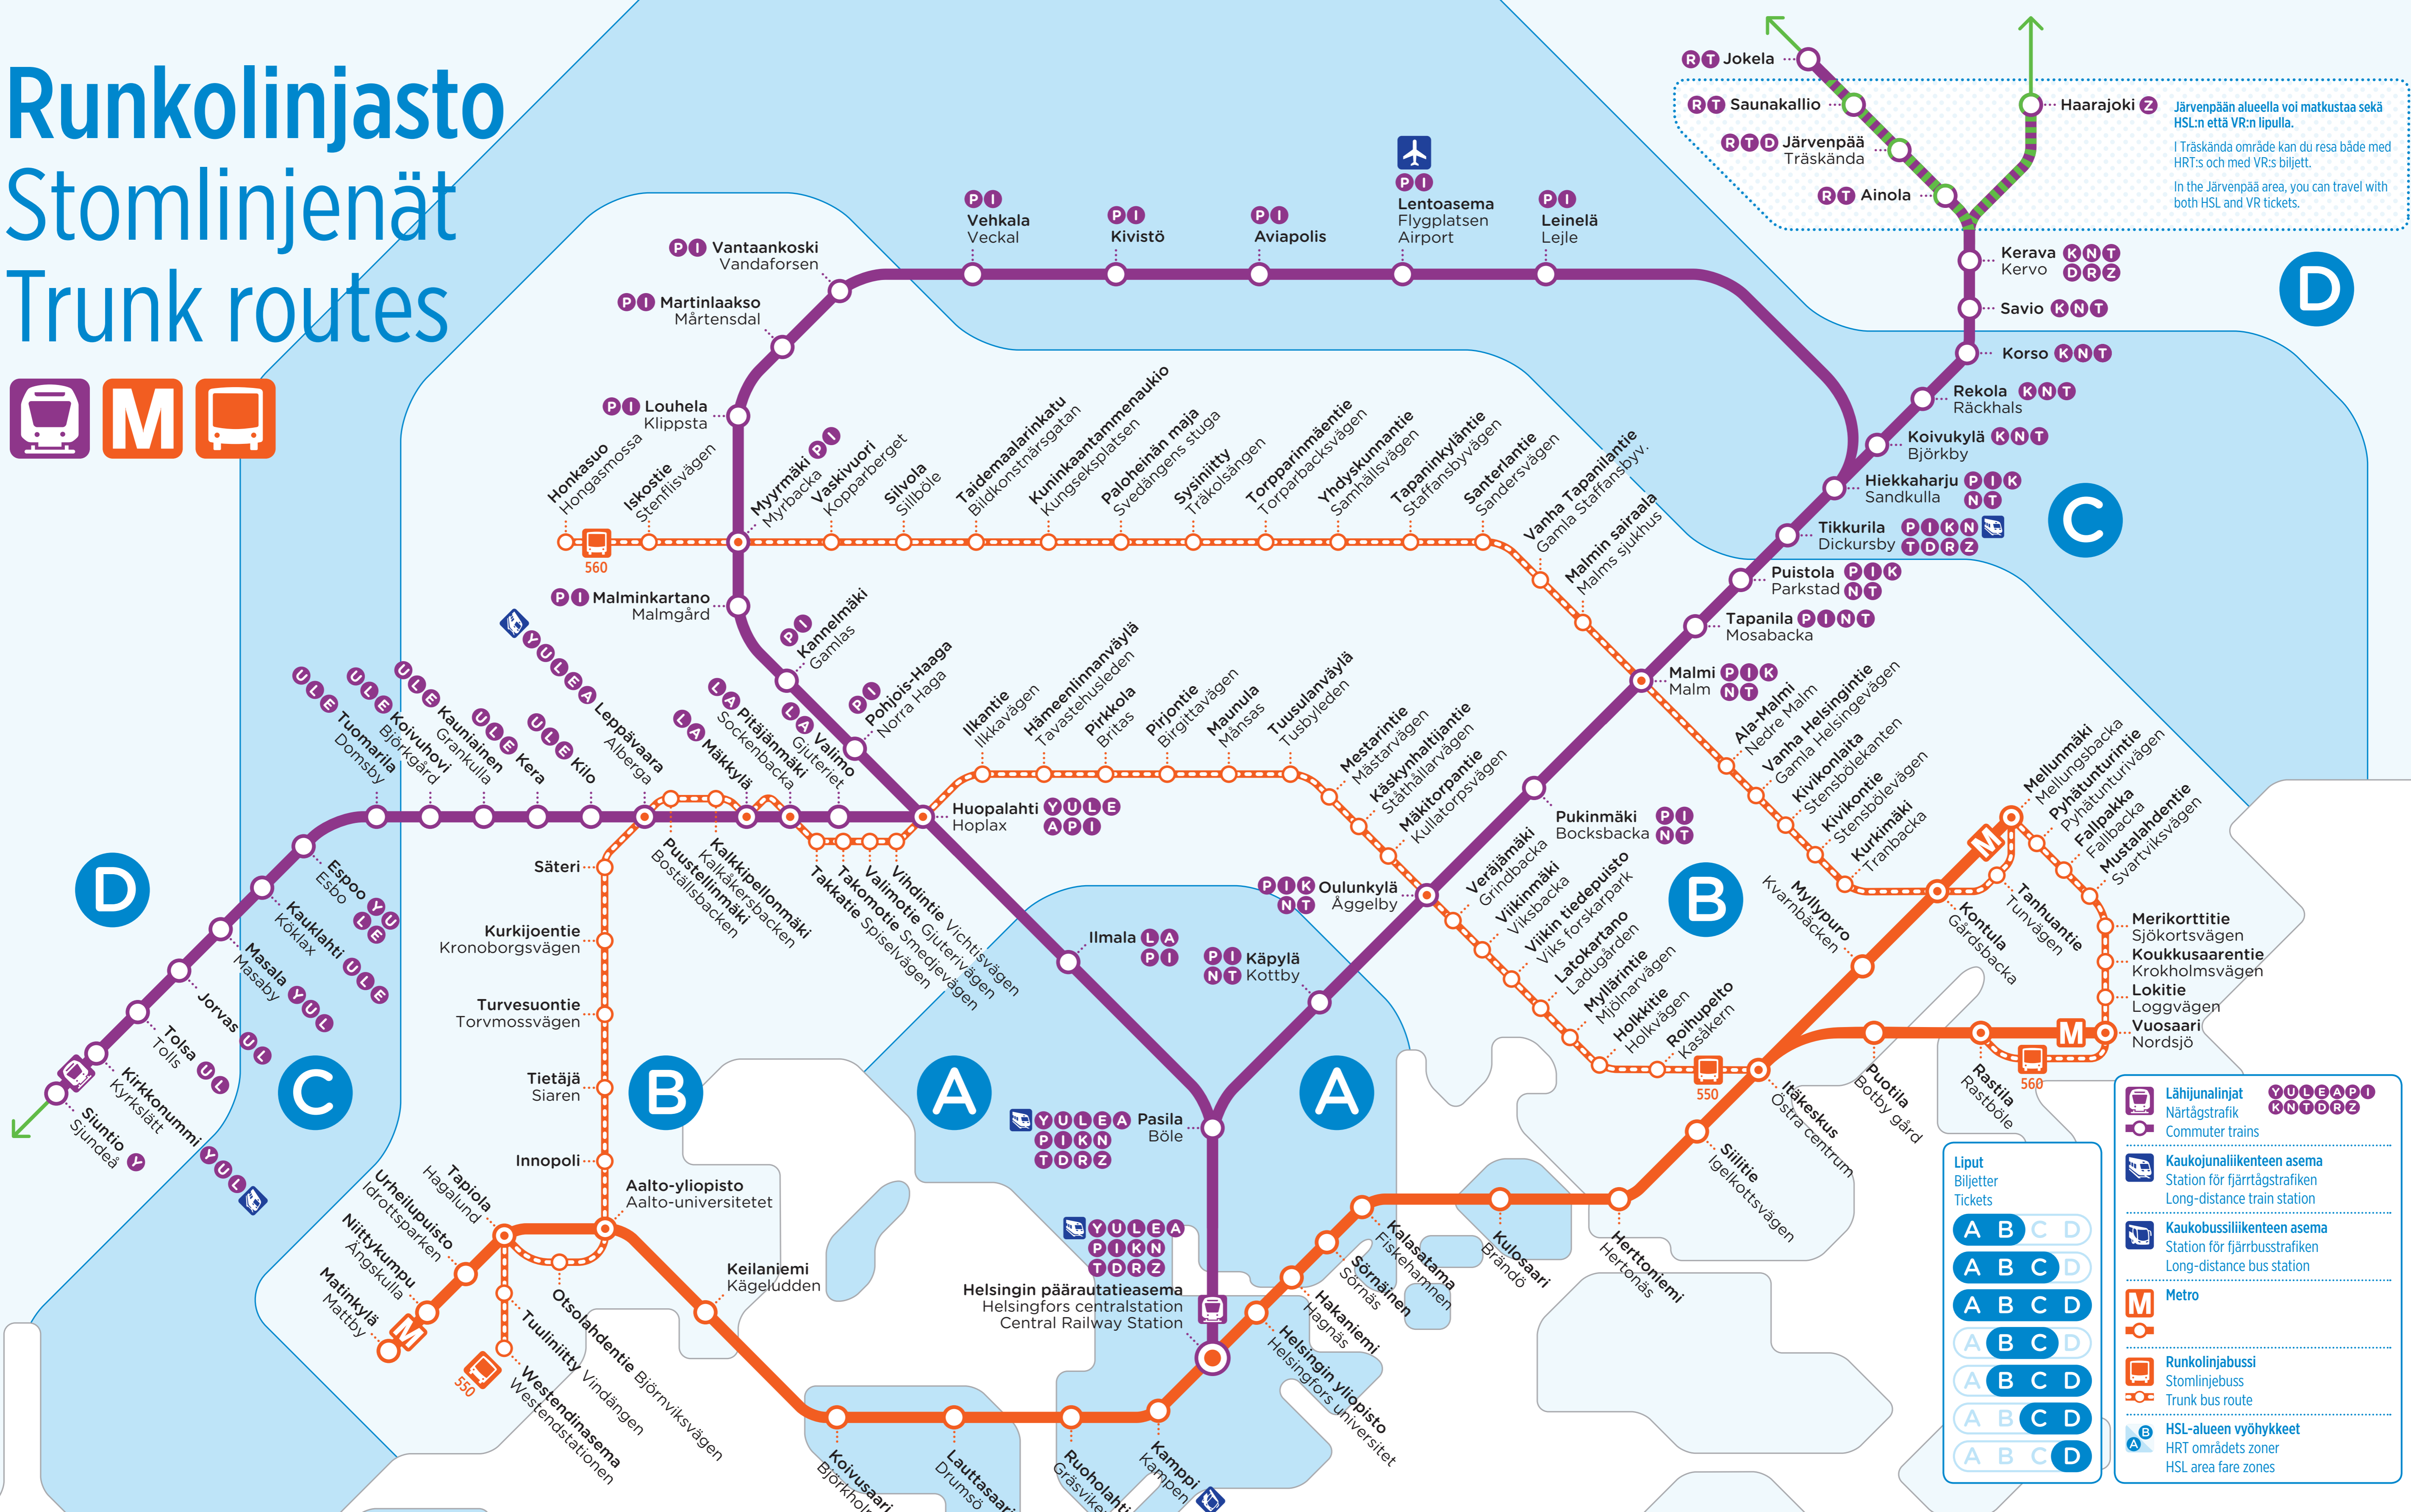 Runkolinjasto
Stomlinjenät
Trunk routes
M
R T Jokela
R T Saunakallio
R T D Järvenpää
Träskända
R T Ainola
Haarajoki Z
Järvenpään alueella voi matkustaa sekä
HSL:n että VR:n lipulla.
I Träskända område kan du resa både med
HRT:s och med VR:s biljett.
In the Järvenpää area, you can travel with
both HSL and VR tickets.
Kerava K N T
Kervo D R Z
Savio K N T
Korso K N T
Rekola K N T
Räckhals
Koivukylä K N T
Björkby
Hiekkaharju P I K
Sandkulla N T
Tikkurila P I K N
Dickursby T D R Z
Puistola P I K
Parkstad N T
Tapanila P I N T
Mosabacka
Malmi P I K
Malm N T
Pukinmäki P I
Bocksbacka N T
P I K Oulunkylä
N T Åggelby
P I Käpylä
N T Kottby
D
C
B
A
A
B
C
D
P I
Vehkala
Veckal
P I
Kivistö
P I
Aviapolis
P I
Lentoasema
Flygplatsen
Airport
P I
Leinelä
Lejle
P I Vantaankoski
Vandaforsen
P I Martinlaakso
Mårtensdal
P I Louhela
Klippsta
Myyrmäki P I
Myrbacka
P I Malminkartano
Malmgård
P I
Kannelmäki
Gamlas
P I
Pohjois-Haaga
Norra Haga
Honkasuo
Hongasmossa
560
Iskostie
Stenflisvägen
Vaskivuori
Kopparberget
Silvola
Sillböle
Taidemaalarinkatu
Bildkonstnärsgatan
Kuninkaantammenaukio
Kungseksplatsen
Paloheinän maja
Svedängens stuga
Sysiniitty
Träkolsängen
Torpparinmäentie
Torparbacksvägen
Yhdyskunnantie
Samhällsvägen
Tapaninkyläntie
Staffansbyvägen
Santerlantie
Sandersvägen
Vanha Tapanilantie
Gamla Staffansbyv.
Malmin sairaala
Malms sjukhus
Ala-Malmi
Nedre Malm
Vanha Helsingintie
Gamla Helsingevägen
Kivikonlaita
Stensbölekanten
Kivikontie
Stensbölevägen
Kurkimäki
Tranbacka
Mellunmäki
Mellungsbacka
M
Pyhätunturintie
Pyhätunturivägen
Fallpakka
Fallbacka
Mustalahdentie
Svartviksvägen
Tanhuantie
Tunvägen
Kontula
Gårdsbacka
Myllypuro
Kvarnbäcken
Merikorttitie
Sjökortsvägen
Koukkusaarentie
Krokholmsvägen
Lokitie
Loggvägen
Vuosaari
Nordsjö
M
560
Rastila
Rastböle
Puotila
Botby gård
Itäkeskus
Östra centrum
Siilitie
Igelkottsvägen
Herttoniemi
Hertonäs
Kulosaari
Brändö
Kalasatama
Fiskehamnen
Sörnäinen
Sörnäs
Hakaniemi
Hagnäs
Helsingin yliopisto
Helsingfors universitet
Y U L E A
P I K N
T D R Z
Helsingin päärautatieasema
Helsingfors centralstation
Central Railway Station
Kamppi
Kampen
Ruoholahti
Gräsviken
Lauttasaari
Drumsö
Koivusaari
Keilaniemi
Kägeludden
Aalto-yliopisto
Aalto-universitetet
Tapiola
Hagalund
Urheilupuisto
Idrottsparken
Niittykumpu
Ängskulla
Matinkylä
Mattby
M
550
Westendinasema
Westendstationen
Tuuliniitty Vindängen
Otsolahdentie Björnviksvägen
Innopoli
Tietäjä
Siaren
Turvesuontie
Torvmossvägen
Kurkijoentie
Kronoborgsvägen
Säteri
Puustellinmäki
Boställsbacken
Kalkkipellonmäki
Kalkåkersbacken
Takkatie Spiselvägen
Takomotie Smedjevägen
Valimotie Gjuterivägen
Vihdintie Vichtisvägen
Ilkantie
Ilkkavägen
Hämeenlinnanväylä
Tavastehusleden
Pirkkola
Britas
Pirjontie
Birgittavägen
Maunula
Månsas
Tuusulanväylä
Tusbyleden
Mestarintie
Mästarvägen
Käskynhaltijantie
Ståthållarvägen
Mäkitorpantie
Kullatorpsvägen
Veräjämäki
Grindbacka
Viikinmäki
Viksbacka
Viikin tiedepuisto
Viks forskarpark
Latokartano
Ladugården
Myllärintie
Mjölnarvägen
Holkkitie
Holkvägen
Roihupelto
Kasåkern
550
U L E Tuomarila
Domsby
U L E Koivuhovi
Björkgård
U L E Kauniainen
Grankulla
U L E Kera
U L E Kilo
Y U L E A Leppävaara
Alberga
L A Mäkkylä
L A Pitäjänmäki
Sockenbacka
L A Valimo
Gjuteriet
Huopalahti Y U L E
Hoplax A P I
Ilmala L A
P I
Y U L E A Pasila
P I K N Böle
T D R Z
Espoo Y U
Esbo L E
Kauklahti U L E
Köklax
Masala Y U L
Masaby
Jorvas U L
Tolsa U L
Tolls
Kirkkonummi Y U L
Kyrkslätt
Siuntio Y
Sjundeå
Liput
Biljetter
Tickets
A B C D
A B C D
A B C D
A B C D
A B C D
A B C D
A B C D
Lähijunalinjat Y U L E A P I
Närtågstrafik K N T D R Z
Commuter trains
Kaukojunaliikenteen asema
Station för fjärrtågstrafiken
Long-distance train station
Kaukobussiliikenteen asema
Station för fjärrbusstrafiken
Long-distance bus station
M Metro
Runkolinjabussi
Stomlinjebuss
Trunk bus route
HSL-alueen vyöhykkeet
HRT områdets zoner
HSL area fare zones
A B